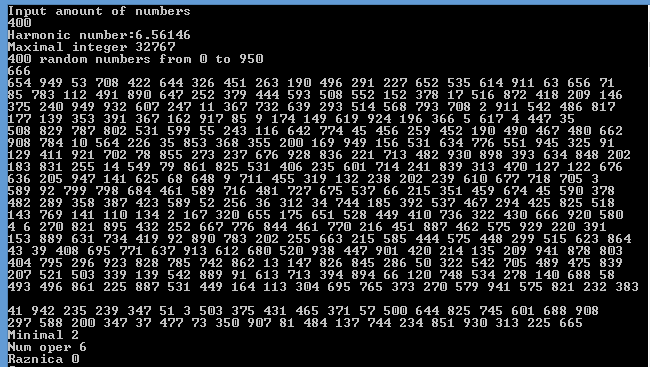 Input amount of numbers
400
Harmonic number:6.56146
Maximal integer 32767
400 random numbers from 0 to 950
666
654 949 53 708 422 644 326 451 263 190 496 291 227 652 535 614 911 63 656 71
85 783 112 491 890 647 252 379 444 593 508 552 152 378 17 516 872 418 209 146
375 240 949 932 607 247 11 367 732 639 293 514 568 793 708 2 911 542 486 817
177 139 353 391 367 162 917 85 9 174 149 619 924 196 366 5 617 4 447 35
508 829 787 802 531 599 55 243 116 642 774 45 456 259 452 190 490 467 480 662
908 784 10 564 226 35 853 368 355 200 169 949 156 531 634 776 551 945 325 91
129 411 921 702 78 855 273 237 676 928 836 221 713 482 930 898 393 634 848 202
183 831 255 14 549 79 861 825 531 406 235 601 714 241 839 313 470 127 122 676
636 205 947 141 625 68 648 9 711 455 319 132 238 202 239 610 677 718 705 3
589 92 799 798 684 461 589 716 481 727 675 537 66 215 351 459 674 45 590 378
482 289 358 387 423 589 52 256 36 312 34 744 185 392 537 467 294 425 825 518
143 769 141 110 134 2 167 320 655 175 651 528 449 410 736 322 430 666 920 580
4 6 270 821 895 432 252 667 776 844 461 770 216 451 887 462 575 929 220 391
153 889 631 734 419 92 890 783 202 255 663 215 585 444 575 448 299 515 623 864
43 39 408 695 771 637 913 612 680 520 938 447 901 420 214 135 209 941 878 803
404 795 296 923 828 785 742 862 13 147 826 845 286 50 322 542 705 489 475 839
207 521 503 339 139 542 889 91 613 713 394 894 66 120 748 534 278 140 688 58
493 496 861 225 887 531 449 164 113 304 695 765 373 270 579 941 575 821 232 383
41 942 235 239 347 51 3 503 375 431 465 371 57 500 644 825 745 601 688 908
297 588 200 347 37 477 73 350 907 81 484 137 744 234 851 930 313 225 665
Minimal 2
Num oper 6
Raznica 0